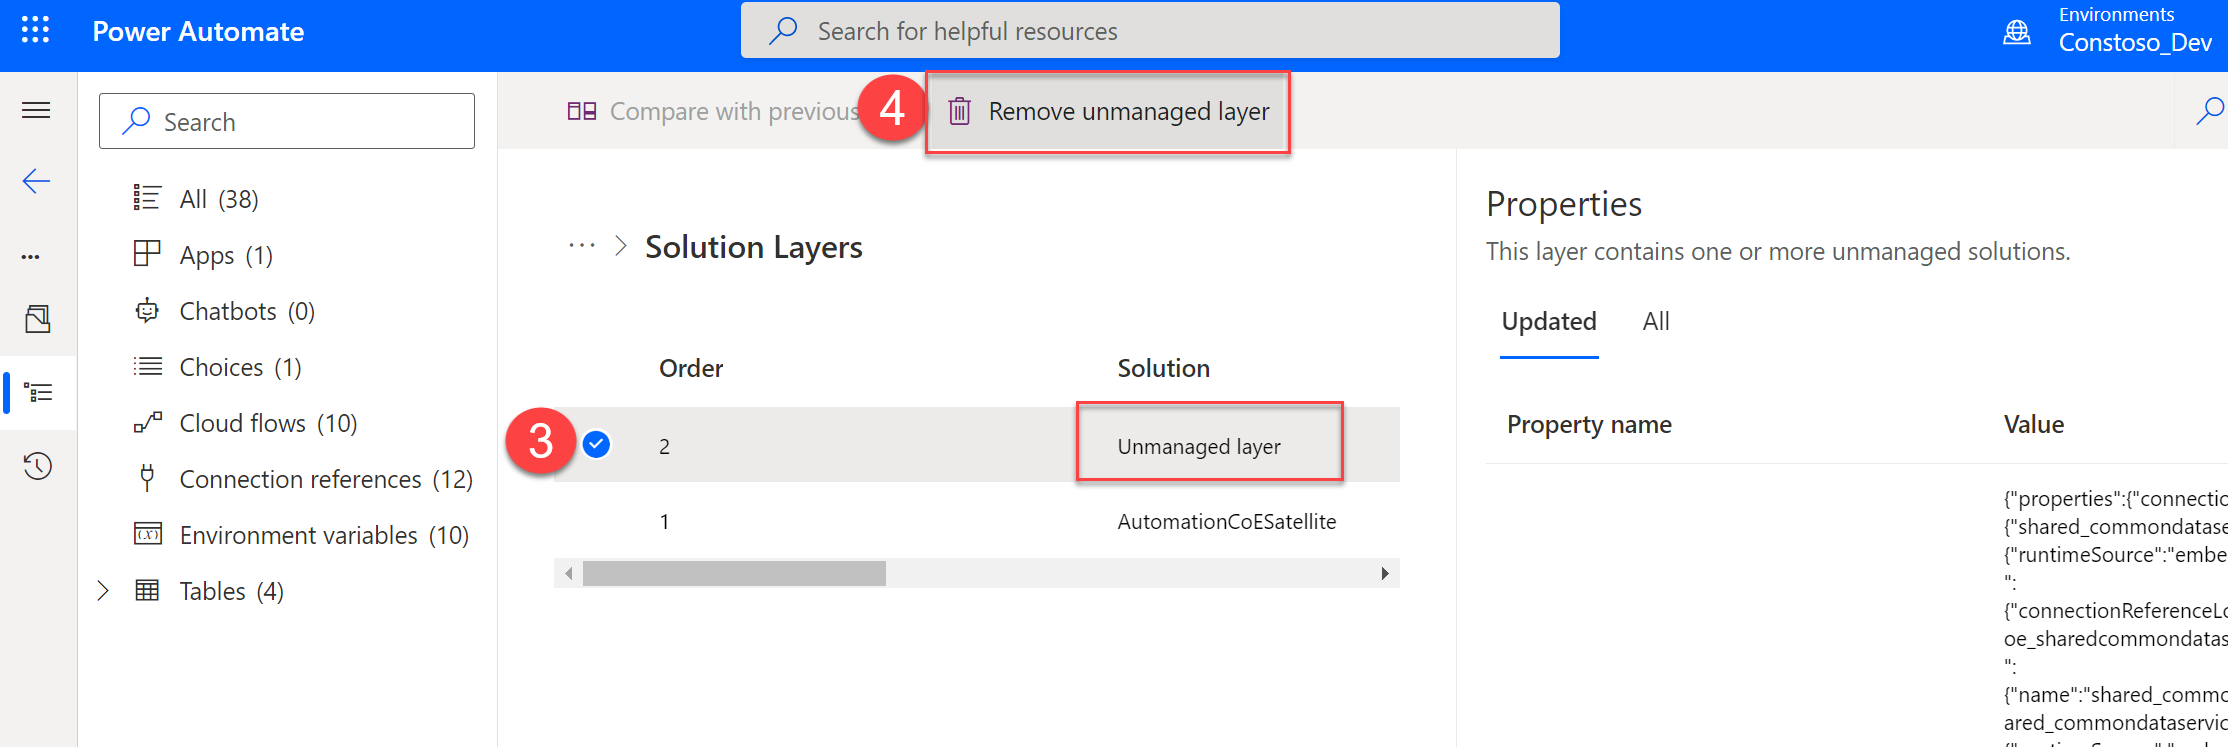 Power Automate
Search for helpful resources
Environments
Constoso_Dev
Search
All (38)
Apps (1)
Chatbots (0)
Choices (1)
Cloud flows (10)
Connection references (12)
Environment variables (10)
Tables (4)
Compare with previous
4
Remove unmanaged layer
··· > Solution Layers
Order Solution
3
2 Unmanaged layer
1 AutomationCoESatellite
Properties
This layer contains one or more unmanaged solutions.
Updated All
Property name Value
{"properties":{"connectio
{"shared_commondatase
{"runtimeSource":"embe
":
{"connectionReferenceLo
oe_sharedcommondatas
":
{"name":"shared_commo
ared_commondataservic